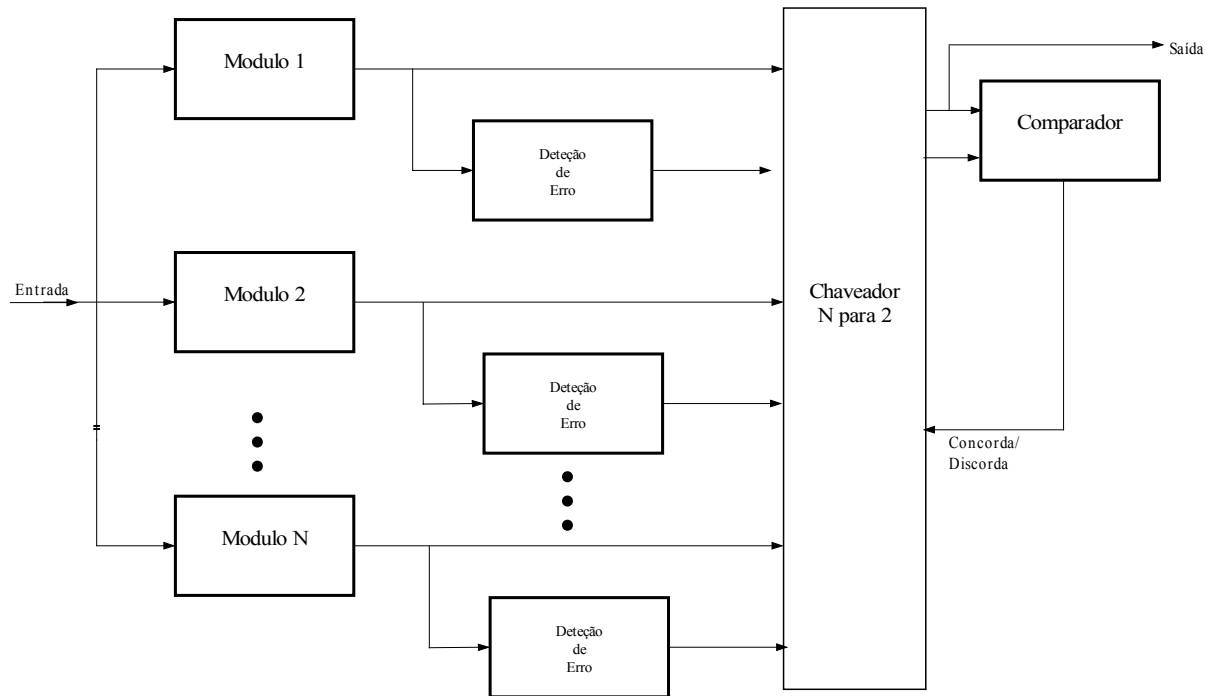 Modulo 1
Saída
Comparador
Deteção
de
Erro
Entrada
Modulo 2
Chaveador
N para 2
Deteção
de
Erro
Concorda/
Discorda
Modulo N
Deteção
de
Erro